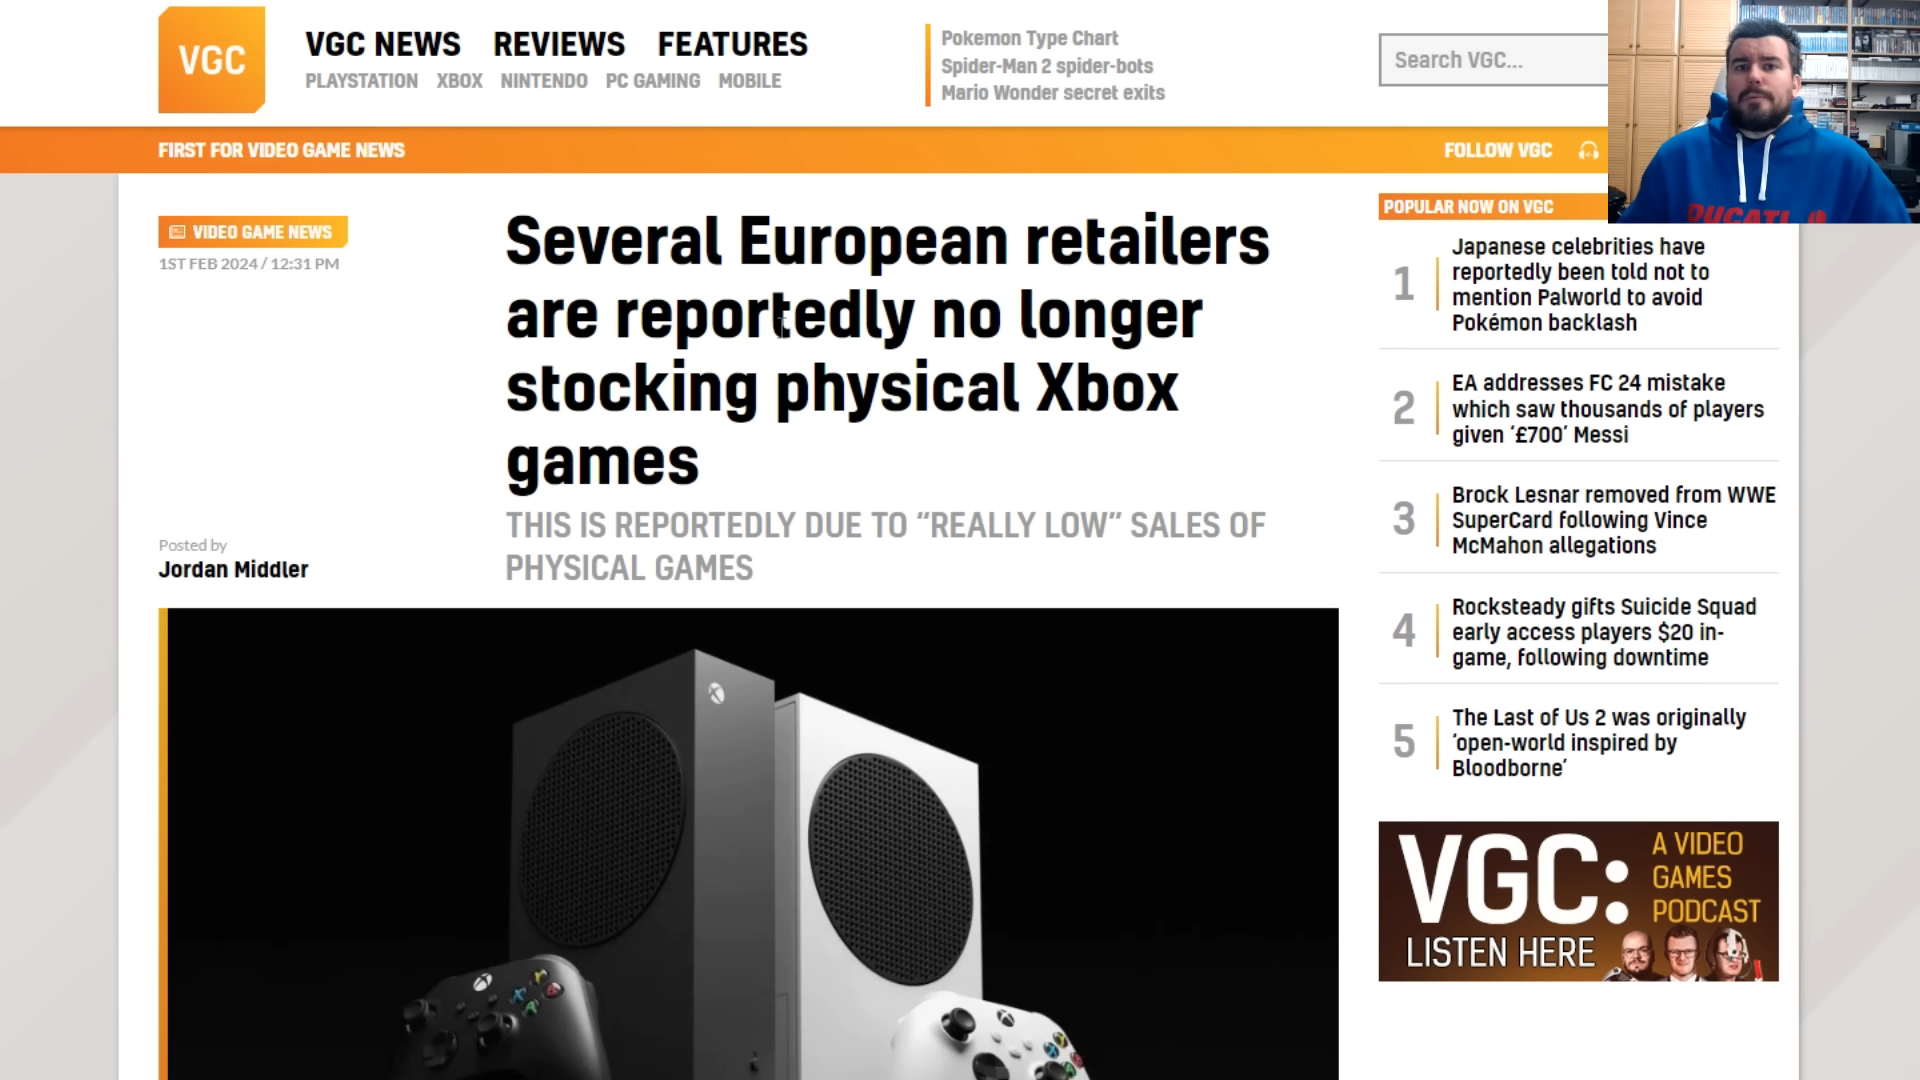 VGC
VGC NEWS REVIEWS FEATURES
PLAYSTATION XBOX NINTENDO PC GAMING MOBILE
Pokemon Type Chart
Spider-Man 2 spider-bots
Mario Wonder secret exits
Search VGC...
FIRST FOR VIDEO GAME NEWS
FOLLOW VGC
VIDEO GAME NEWS
1ST FEB 2024 / 12:31 PM
Several European retailers
are reportedly no longer
stocking physical Xbox
games
THIS IS REPORTEDLY DUE TO “REALLY LOW” SALES OF
PHYSICAL GAMES
Posted by
Jordan Middler
POPULAR NOW ON VGC
1
Japanese celebrities have
reportedly been told not to
mention Palworld to avoid
Pokémon backlash
2
EA addresses FC 24 mistake
which saw thousands of players
given ‘£700’ Messi
3
Brock Lesnar removed from WWE
SuperCard following Vince
McMahon allegations
4
Rocksteady gifts Suicide Squad
early access players $20 in-
game, following downtime
5
The Last of Us 2 was originally
‘open-world inspired by
Bloodborne’
VGC:
A VIDEO
GAMES
PODCAST
LISTEN HERE
DUCATI